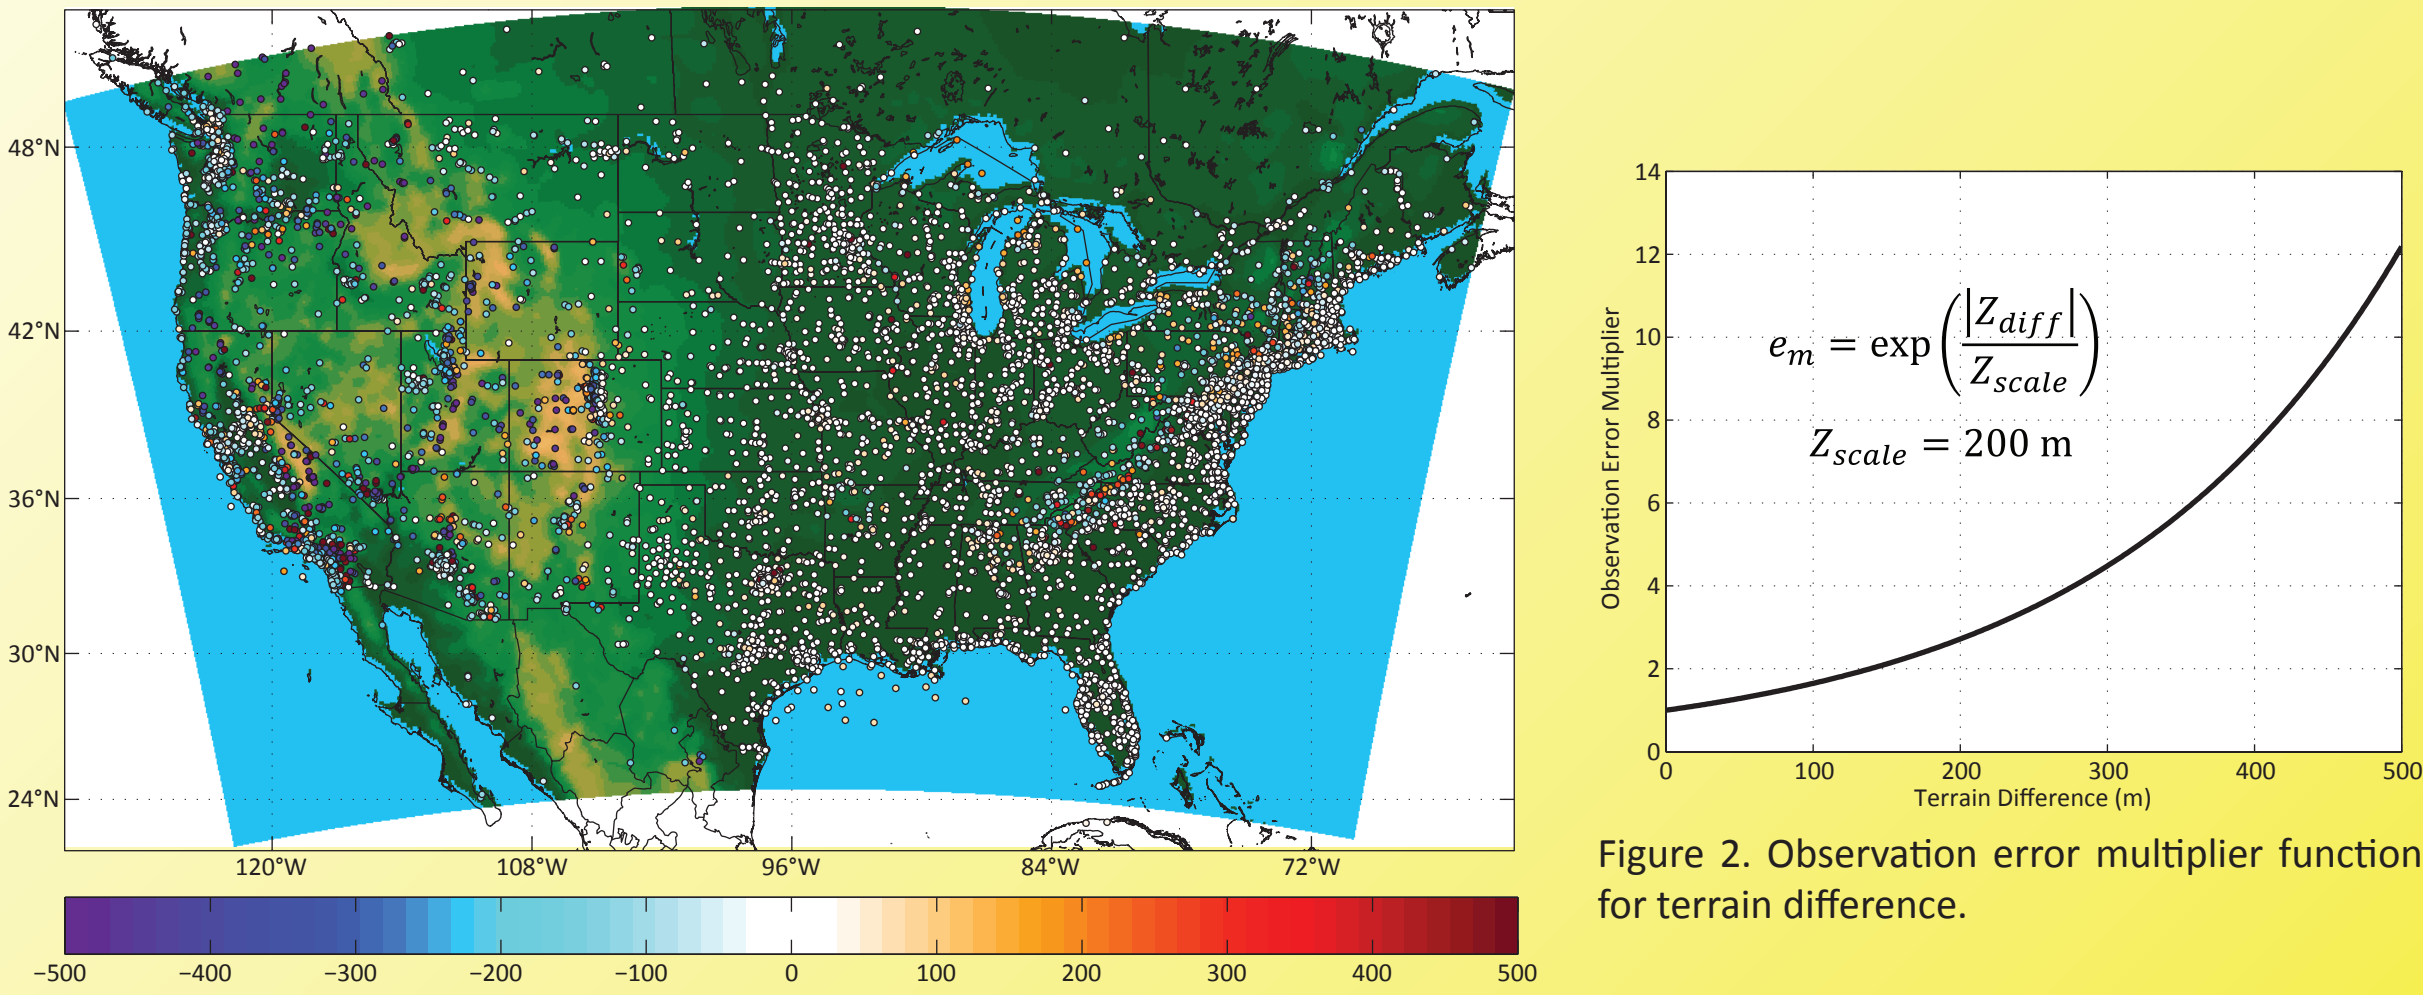 48°N
42°N
36°N
30°N
24°N
120°W 108°W 96°W 84°W 72°W
−500 −400 −300 −200 −100 0 100 200 300 400 500
14
12
10
8
6
4
2
0
Observation Error Multiplier
e_m = exp(|Z_diff| / Z_scale)
Z_scale = 200 m
0 100 200 300 400 500
Terrain Difference (m)
Figure 2. Observation error multiplier function
for terrain difference.